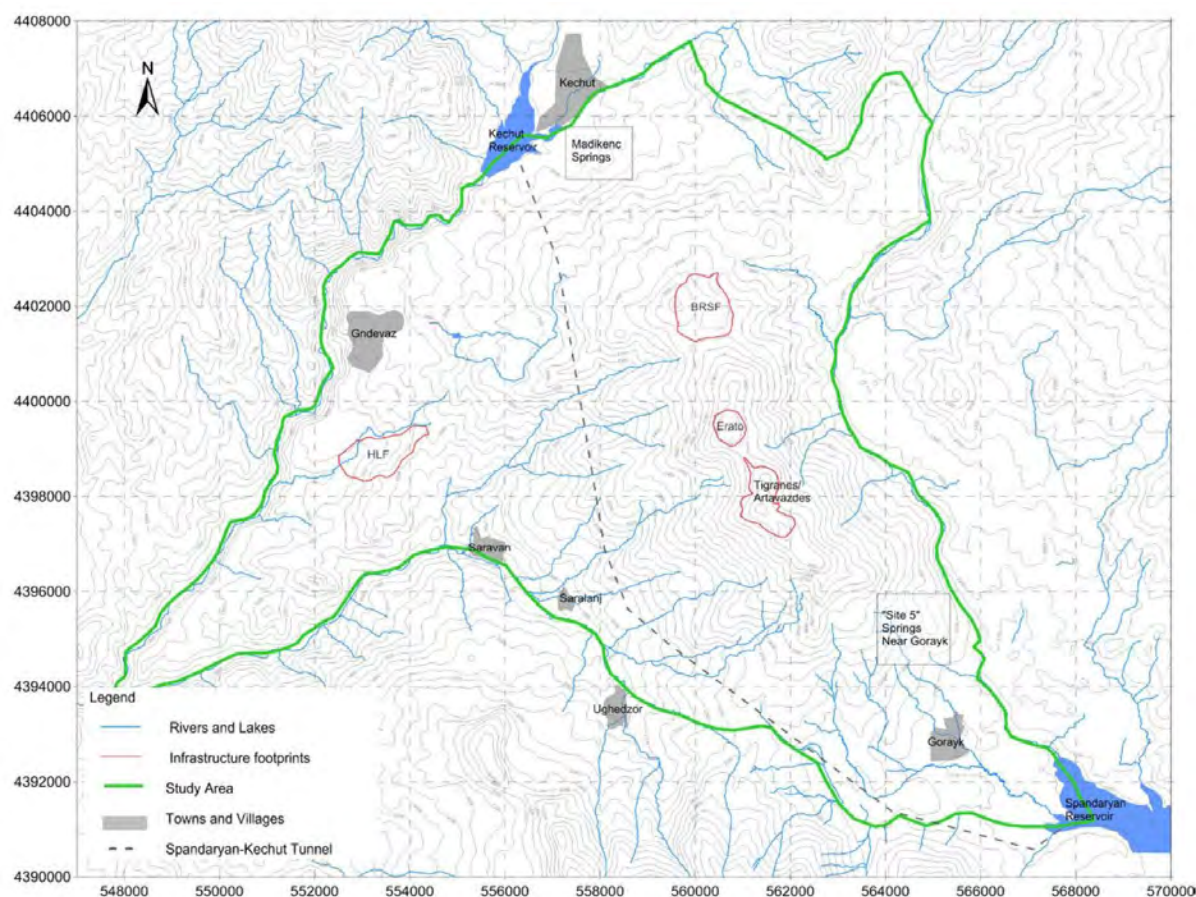 4408000
4406000
4404000
4402000
4400000
4398000
4396000
4394000
4392000
4390000
N
Kechut
Kechut
Reservoir
Madikenc
Springs
BRSF
Gndevaz
Erato
HLF
Tigranes/
Artavazdes
Saravan
Saralanj
"Site 5"
Springs
Near Gorayk
Ughedzor
Gorayk
Spandaryan
Reservoir
Legend
Rivers and Lakes
Infrastructure footprints
Study Area
Towns and Villages
Spandaryan-Kechut Tunnel
548000 550000 552000 554000 556000 558000 560000 562000 564000 566000 568000 570000